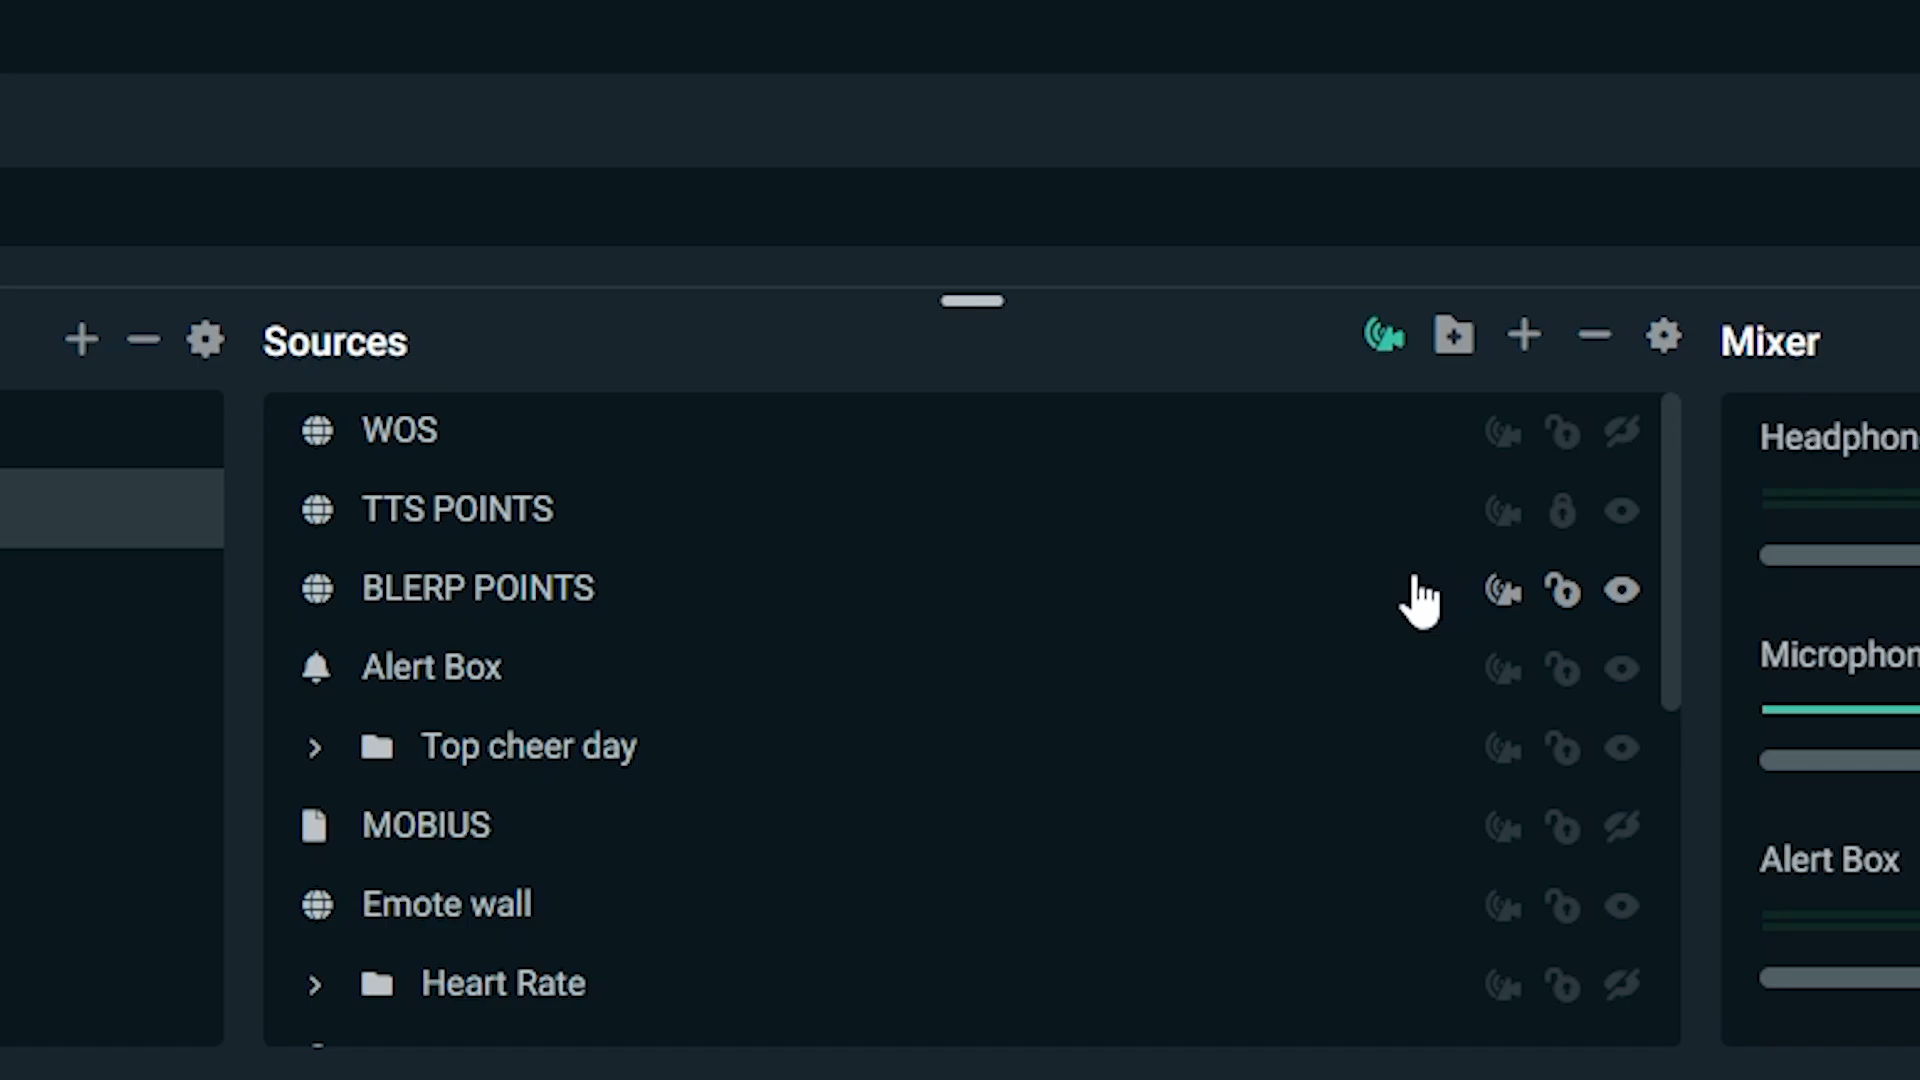 Sources
WOS
TTS POINTS
BLERP POINTS
Alert Box
Top cheer day
MOBIUS
Emote wall
Heart Rate
Mixer
Headphon
Microphon
Alert Box